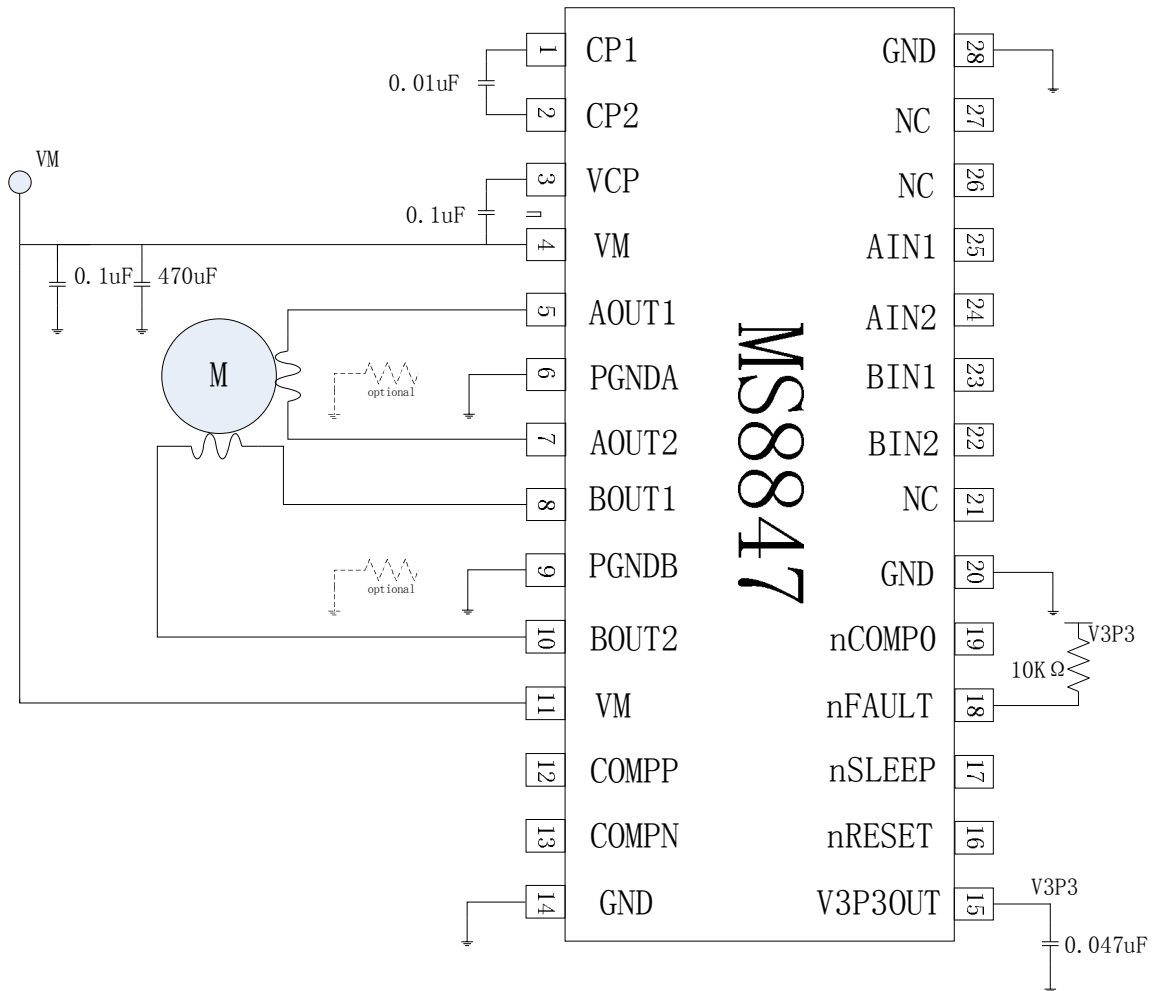 1 CP1
GND 28
0.01uF
2 CP2
NC 27
VM
3 VCP
NC 26
0.1uF
4 VM
AIN1 25
0.1uF 470uF
5 AOUT1
AIN2 24
M
6 PGNDA
BIN1 23
optional
7 AOUT2
BIN2 22
8 BOUT1
NC 21
MS8847
9 PGNDB
GND 20
optional
10 BOUT2
nCOMPO 19
V3P3
10KΩ
11 VM
nFAULT 18
12 COMPP
nSLEEP 17
13 COMPN
nRESET 16
V3P3
14 GND
V3P3OUT 15
0.047uF